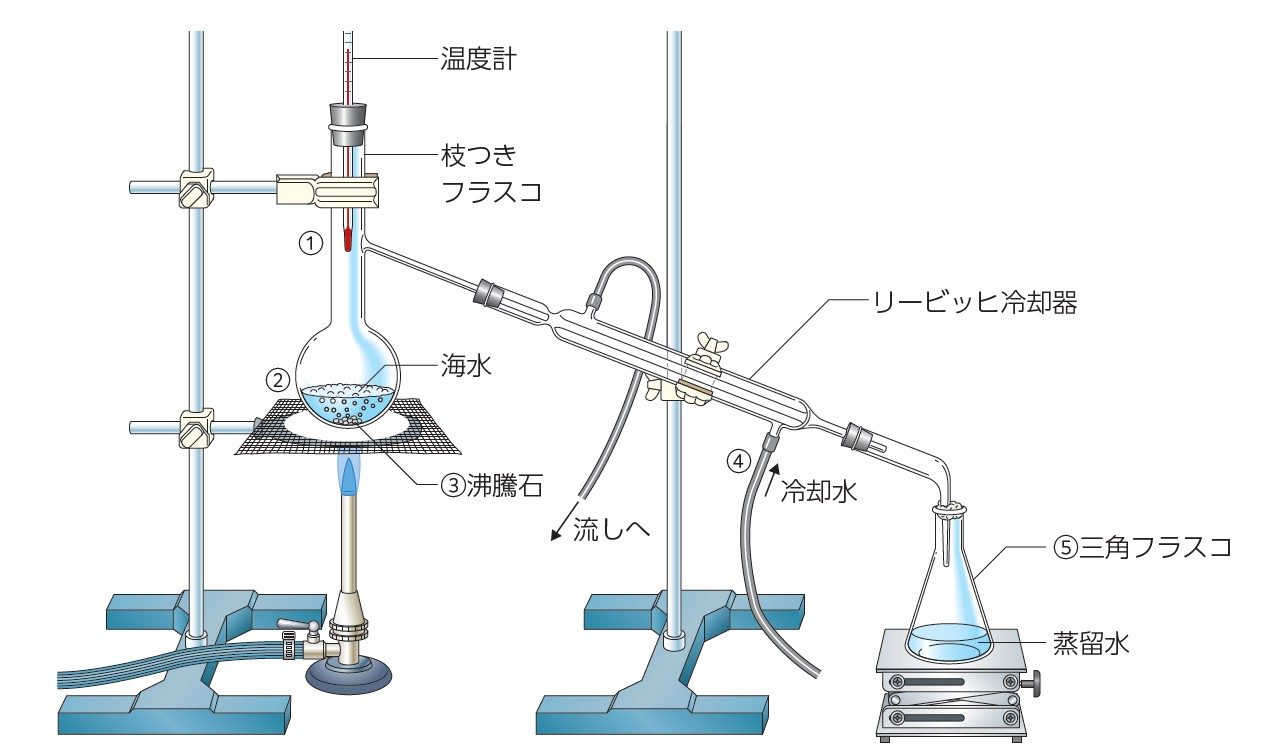 温度計
枝つき
フラスコ
①
リービッヒ冷却器
②
海水
④
③沸騰石
冷却水
流しへ
⑤三角フラスコ
蒸留水